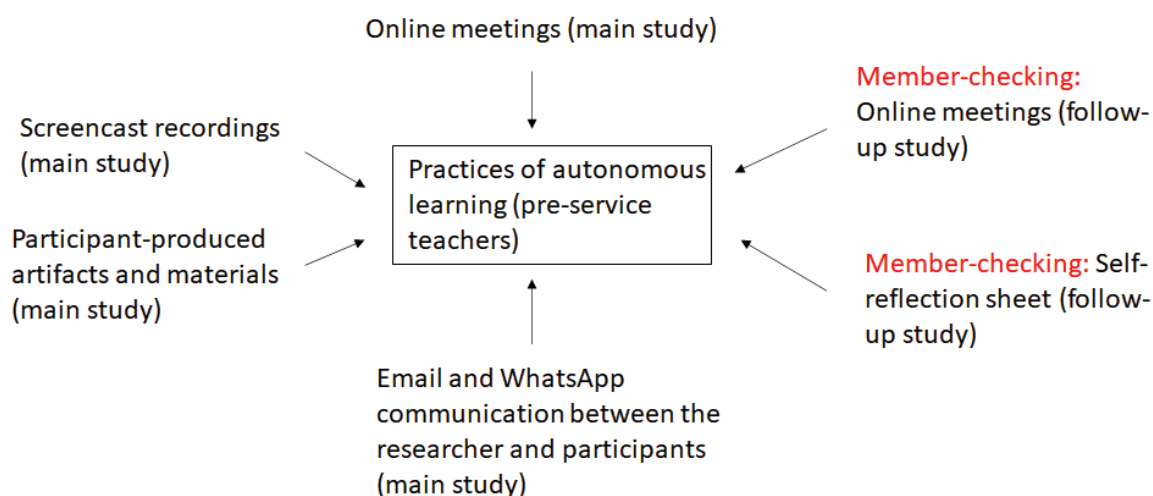 Online meetings (main study)
Screencast recordings
(main study)
Participant-produced
artifacts and materials
(main study)
Practices of autonomous
learning (pre-service
teachers)
Email and WhatsApp
communication between the
researcher and participants
(main study)
Member-checking:
Online meetings (follow-
up study)
Member-checking: Self-
reflection sheet (follow-
up study)